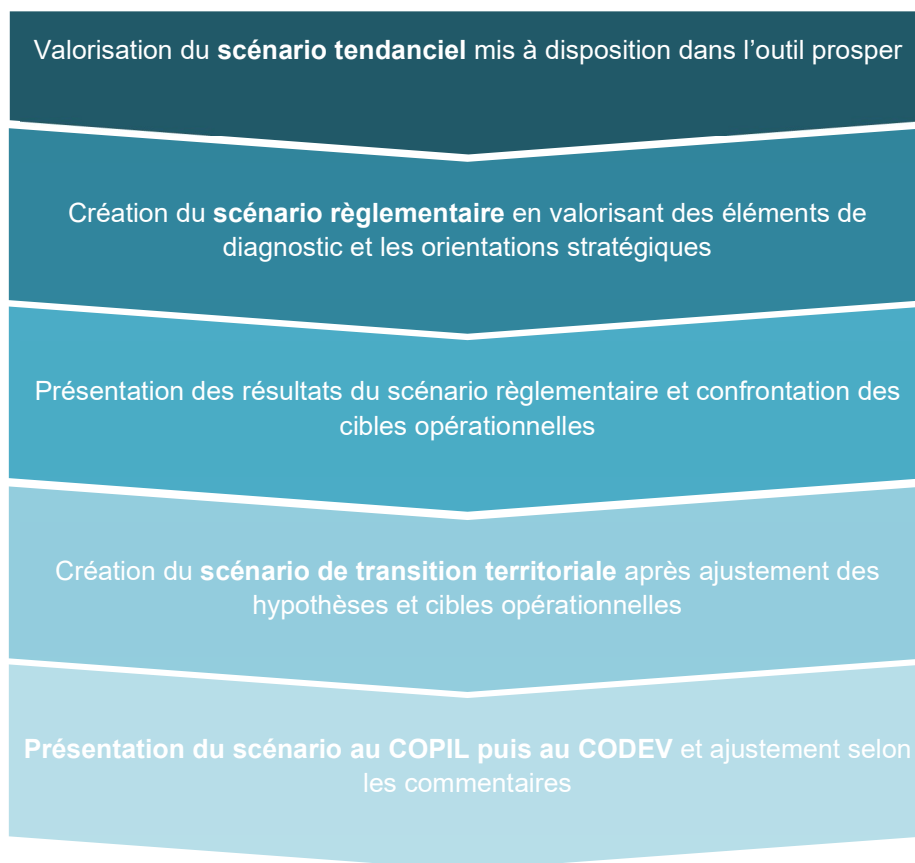 Valorisation du scénario tendanciel mis à disposition dans l’outil prosper
Création du scénario règlementaire en valorisant des éléments de
diagnostic et les orientations stratégiques
Présentation des résultats du scénario règlementaire et confrontation des
cibles opérationnelles
Création du scénario de transition territoriale après ajustement des
hypothèses et cibles opérationnelles
Présentation du scénario au COPIL puis au CODEV et ajustement selon
les commentaires